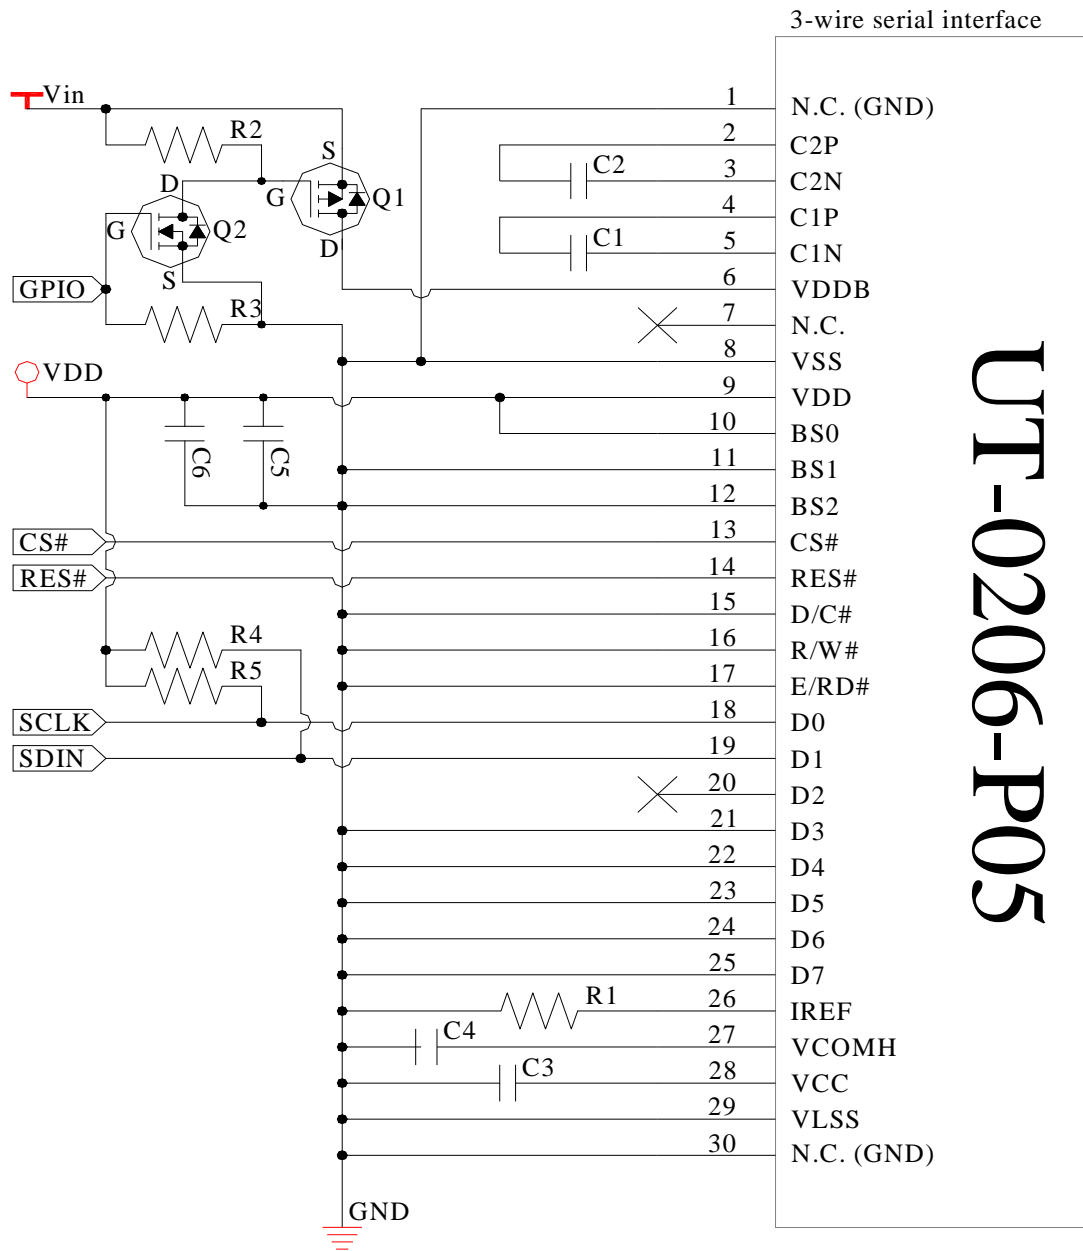 3-wire serial interface
Vin
R2
S
D
G
Q1
G
Q2
D
S
GPIO
R3
VDD
C6
C5
CS#
RES#
R4
R5
SCLK
SDIN
C2
C1
R1
C4
C3
GND
1 N.C. (GND)
2 C2P
3 C2N
4 C1P
5 C1N
6 VDDB
7 N.C.
8 VSS
9 VDD
10 BS0
11 BS1
12 BS2
13 CS#
14 RES#
15 D/C#
16 R/W#
17 E/RD#
18 D0
19 D1
20 D2
21 D3
22 D4
23 D5
24 D6
25 D7
26 IREF
27 VCOMH
28 VCC
29 VLSS
30 N.C. (GND)
UT-0206-P05